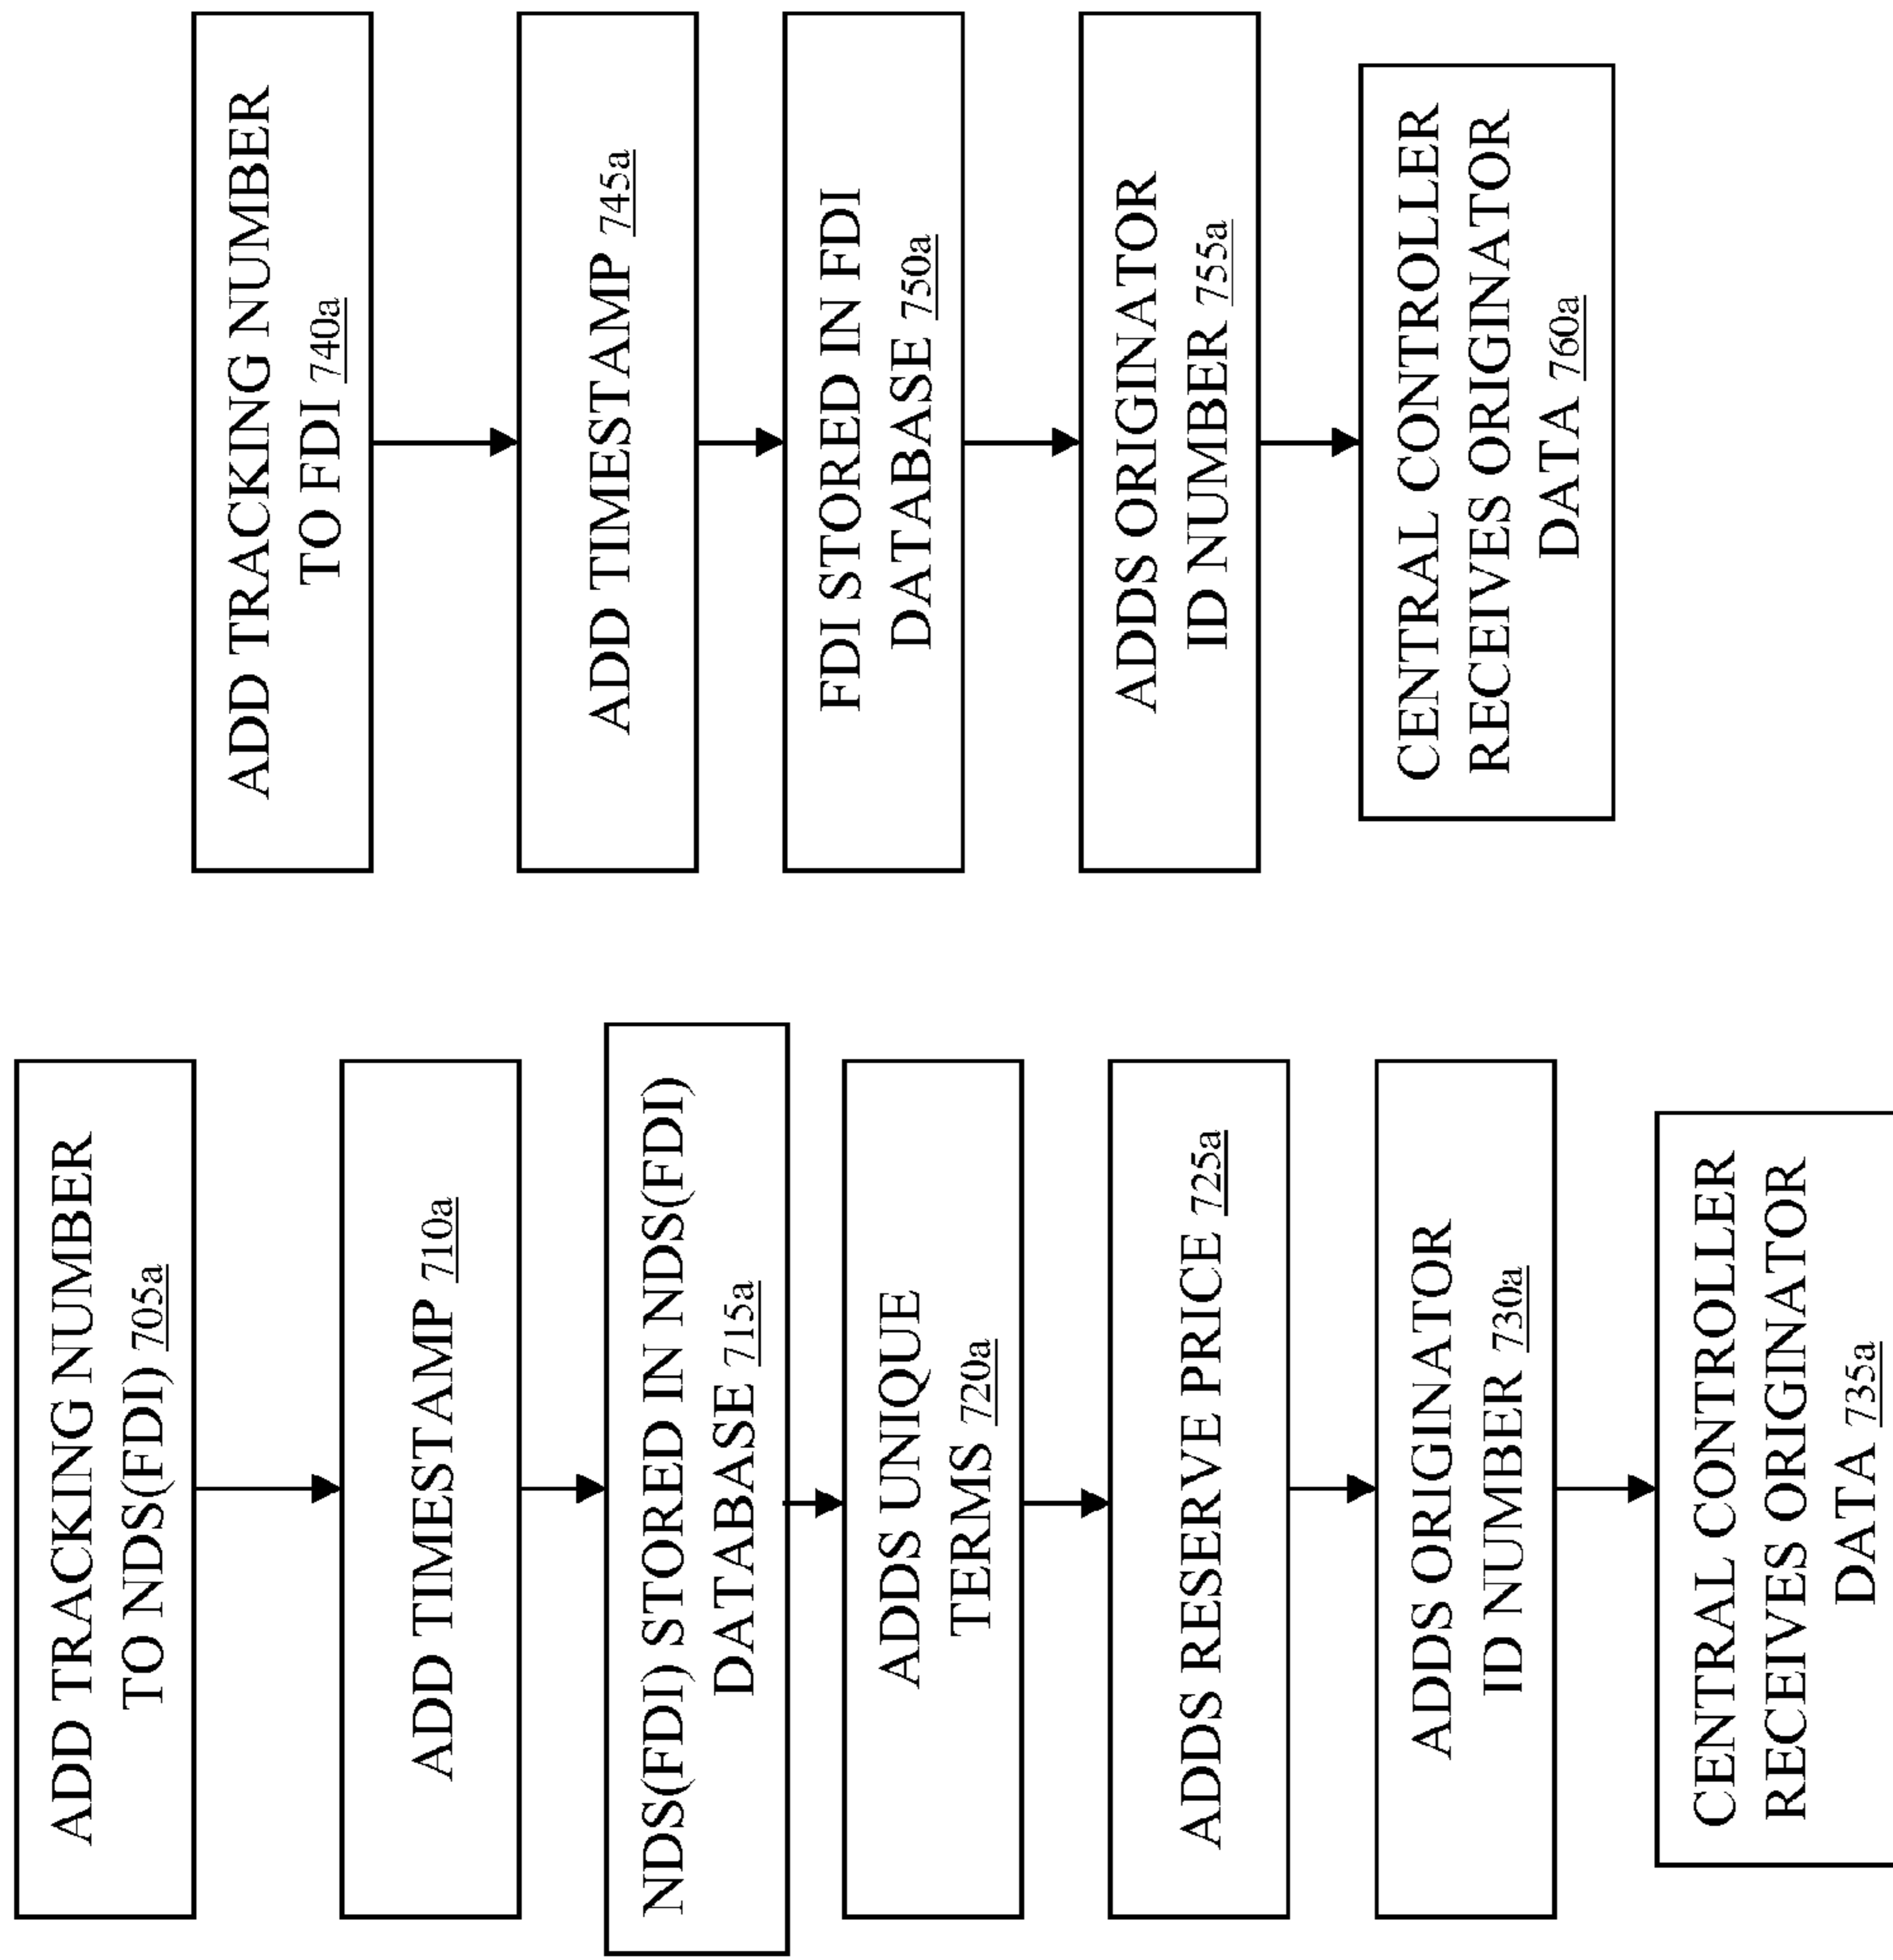 ADD TRACKING NUMBER
TO NDS(FDI) 705a
ADD TIMESTAMP 710a
NDS(FDI) STORED IN NDS(FDI)
DATABASE 715a
ADDS UNIQUE
TERMS 720a
ADDS RESERVE PRICE 725a
ADDS ORIGINATOR
ID NUMBER 730a
CENTRAL CONTROLLER
RECEIVES ORIGINATOR
DATA 735a
ADD TRACKING NUMBER
TO FDI 740a
ADD TIMESTAMP 745a
FDI STORED IN FDI
DATABASE 750a
ADDS ORIGINATOR
ID NUMBER 755a
CENTRAL CONTROLLER
RECEIVES ORIGINATOR
DATA 760a